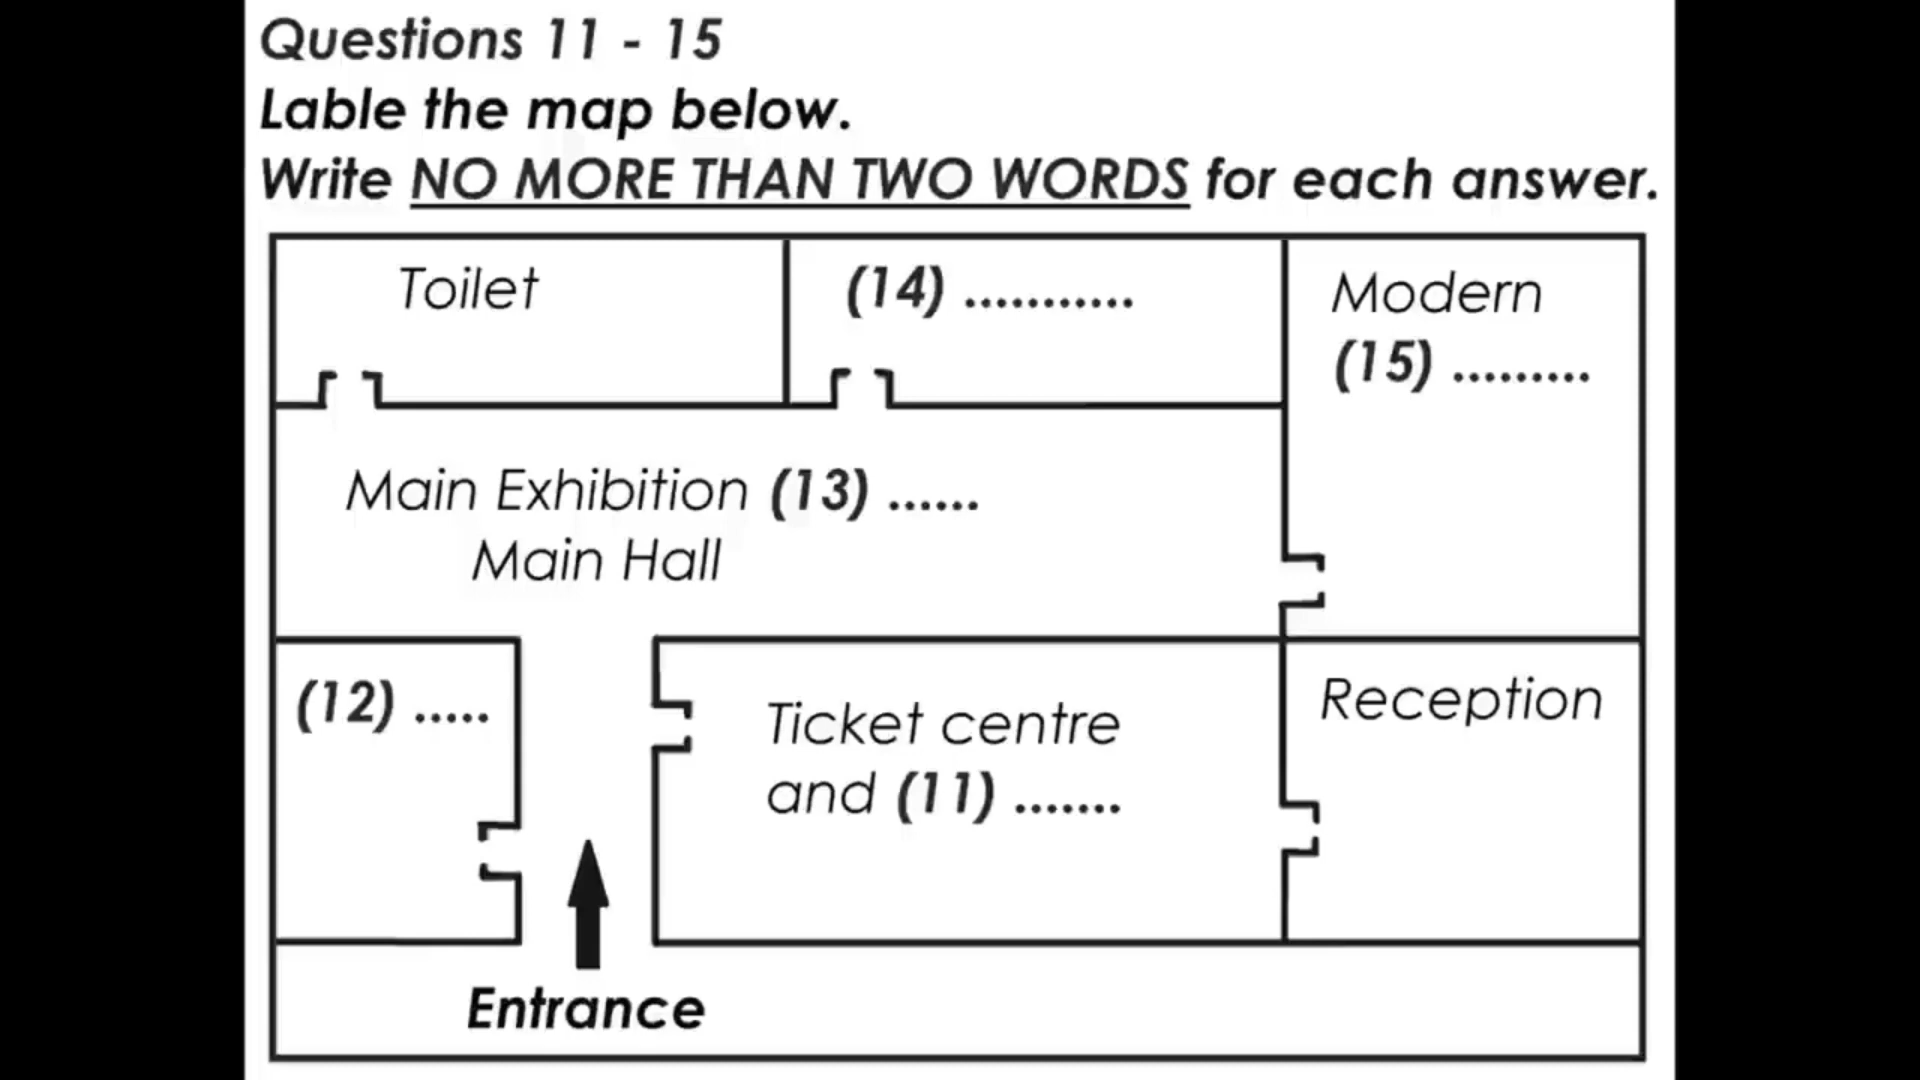 Questions 11 - 15
Lable the map below.
Write NO MORE THAN TWO WORDS for each answer.
Toilet
(14) ...........
Modern
(15) .........
Main Exhibition (13) ......
Main Hall
(12) .....
Ticket centre
and (11) .......
Reception
Entrance